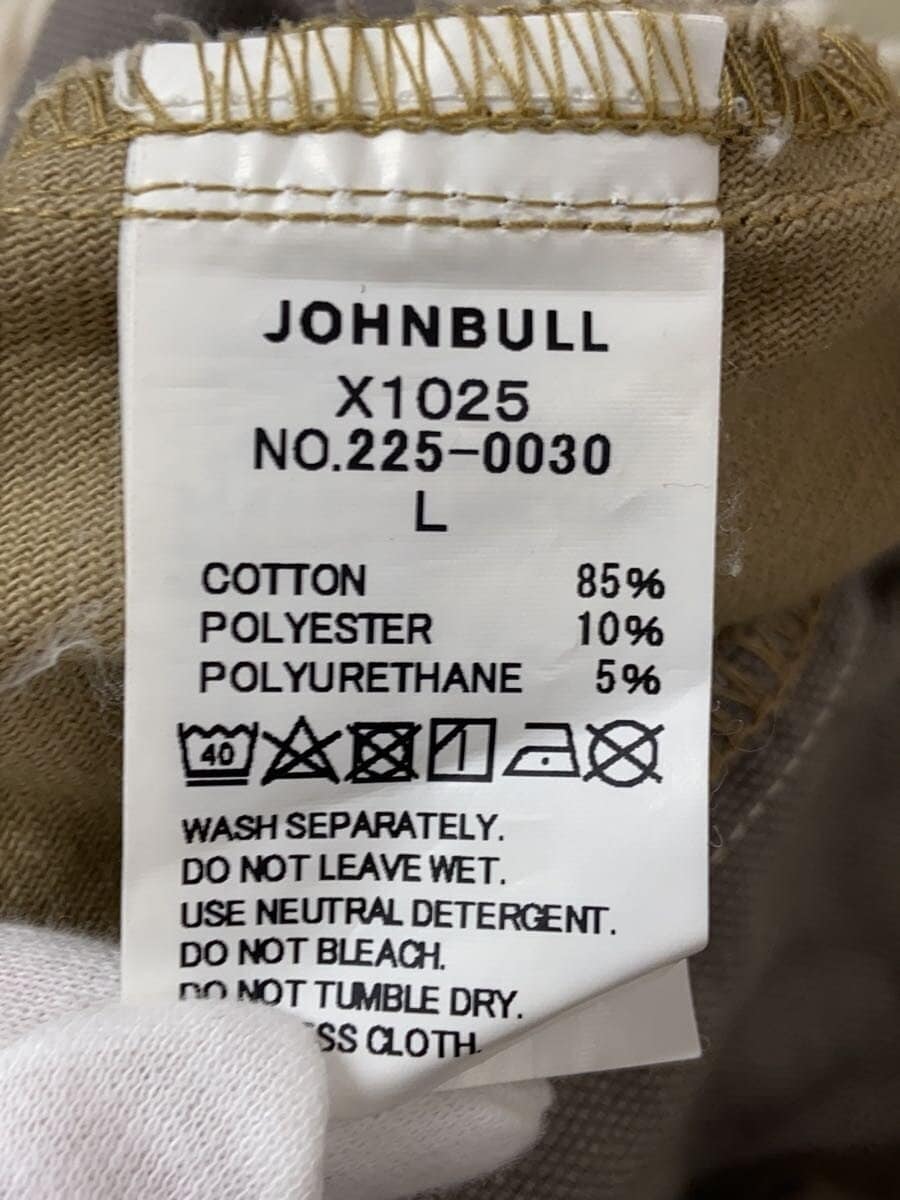 JOHNBULL
X1025
NO.225-0030
L
COTTON 85%
POLYESTER 10%
POLYURETHANE 5%
40
WASH SEPARATELY.
DO NOT LEAVE WET.
USE NEUTRAL DETERGENT.
DO NOT BLEACH.
DO NOT TUMBLE DRY.
CLOTH.